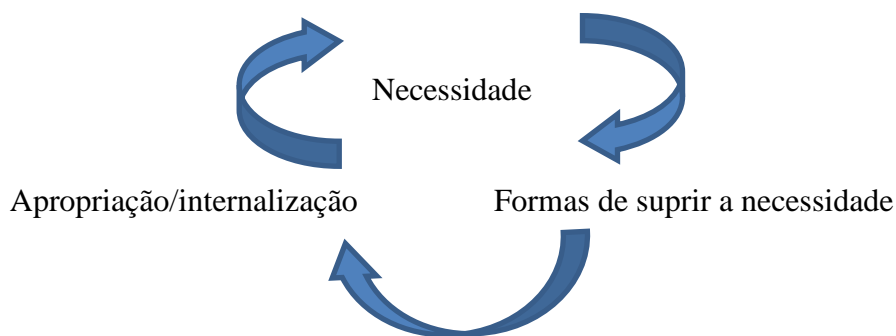 Necessidade
Apropriação/internalização
Formas de suprir a necessidade